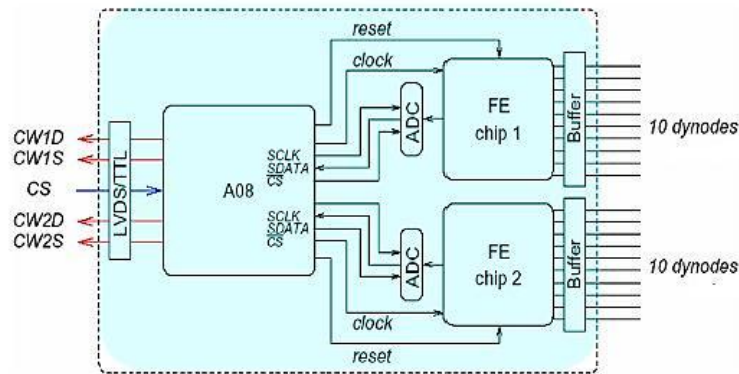 reset
clock
CW1D
CW1S
CS
CW2D
CW2S
LVDS/TTL
A08
SCLK
SDATA
CS
SCLK
SDATA
CS
ADC
FE
chip 1
Buffer
10 dynodes
ADC
FE
chip 2
Buffer
10 dynodes
clock
reset